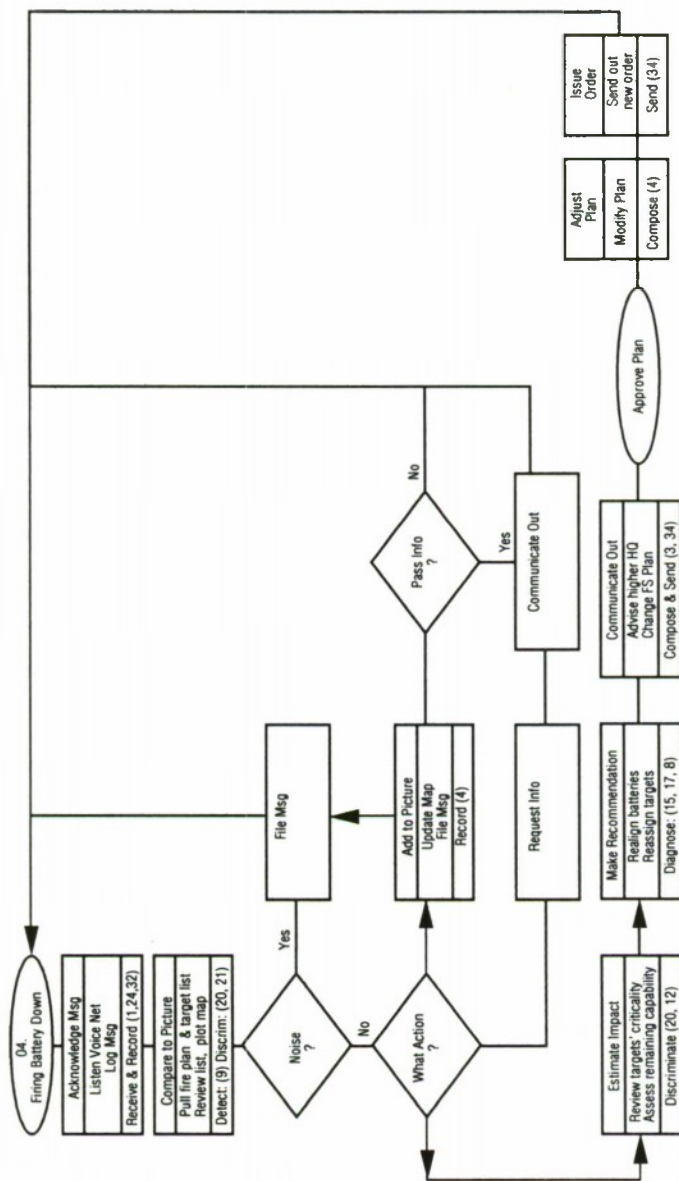 04.
Firing Battery Down
Acknowledge Msg
Listen Voice Net
Log Msg
Receive & Record (1,24,32)
Compare to Picture
Pull fire plan & target list
Review list, plot map
Detect: (9) Discrim: (20, 21)
Noise
?
Yes
File Msg
No
What Action
?
Add to Picture
Update Map
File Msg
Record (4)
Pass Info
?
No
Yes
Request Info
Communicate Out
Estimate Impact
Review targets' criticality
Assess remaining capability
Discriminate (20, 12)
Make Recommendation
Realign batteries
Reassign targets
Diagnose: (15, 17, 8)
Communicate Out
Advise higher HQ
Change FS Plan
Compose & Send (3, 34)
Approve Plan
Adjust
Plan
Modify Plan
Compose (4)
Issue
Order
Send out
new order
Send (34)